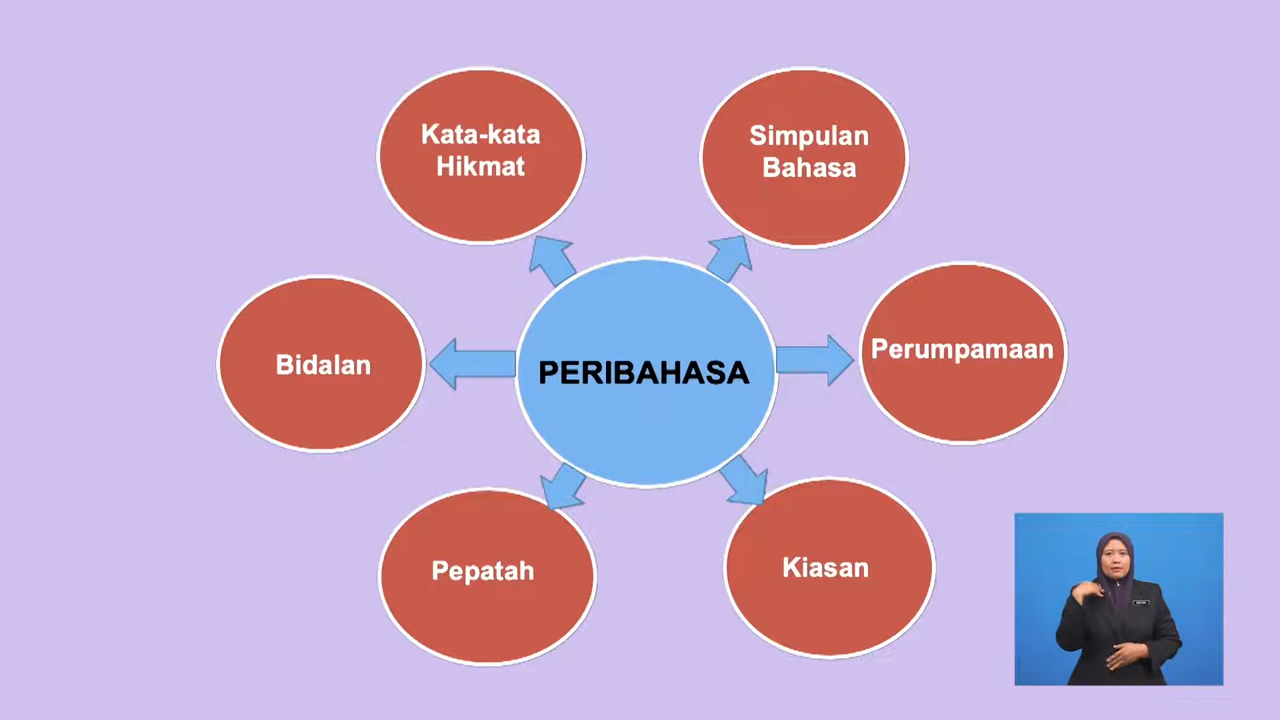 Kata-kata
Hikmat
Simpulan
Bahasa
Bidalan
PERIBAHASA
Perumpamaan
Pepatah
Kiasan